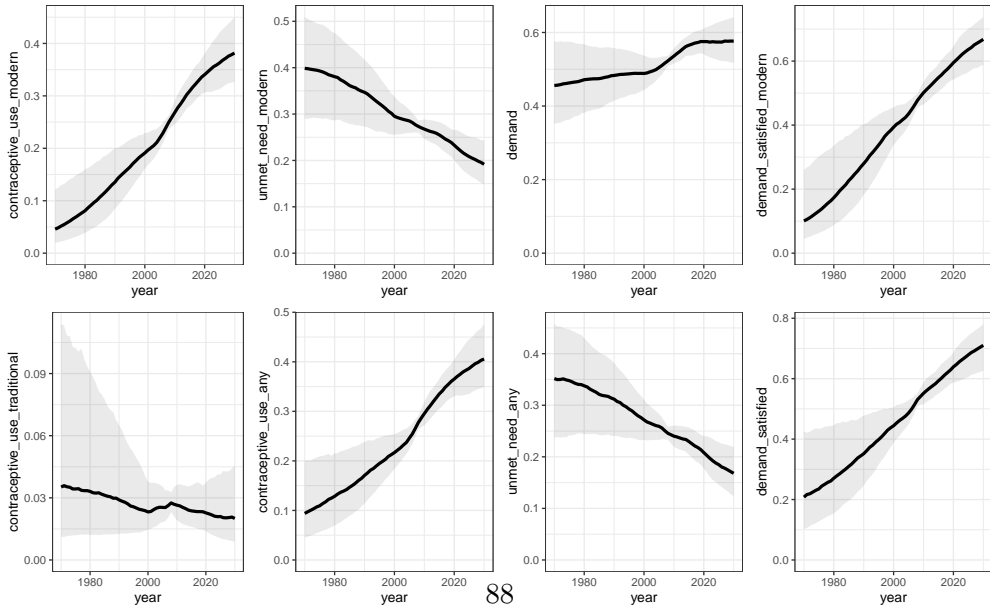 contraceptive_use_modern
0.4
0.3
0.2
0.1
0.0
1980 2000 2020
year
unmet_need_modern
0.5
0.4
0.3
0.2
0.1
0.0
1980 2000 2020
year
demand
0.6
0.4
0.2
0.0
1980 2000 2020
year
demand_satisfied_modern
0.6
0.4
0.2
0.0
1980 2000 2020
year
contraceptive_use_traditional
0.09
0.06
0.03
0.00
1980 2000 2020
year
contraceptive_use_any
0.5
0.4
0.3
0.2
0.1
0.0
1980 2000 2020
year
unmet_need_any
0.4
0.3
0.2
0.1
0.0
1980 2000 2020
year
demand_satisfied
0.8
0.6
0.4
0.2
0.0
1980 2000 2020
year
88